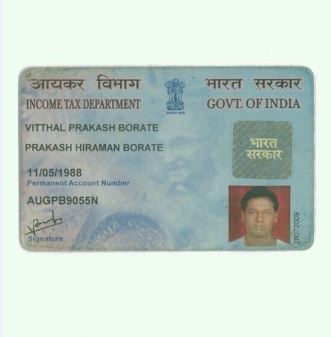 आयकर विभाग
INCOME TAX DEPARTMENT
भारत सरकार
GOVT. OF INDIA
VITTHAL PRAKASH BORATE
PRAKASH HIRAMAN BORATE
भारत
सरकार
11/05/1988
Permanent Account Number
AUGPB9055N
Signature
28072009